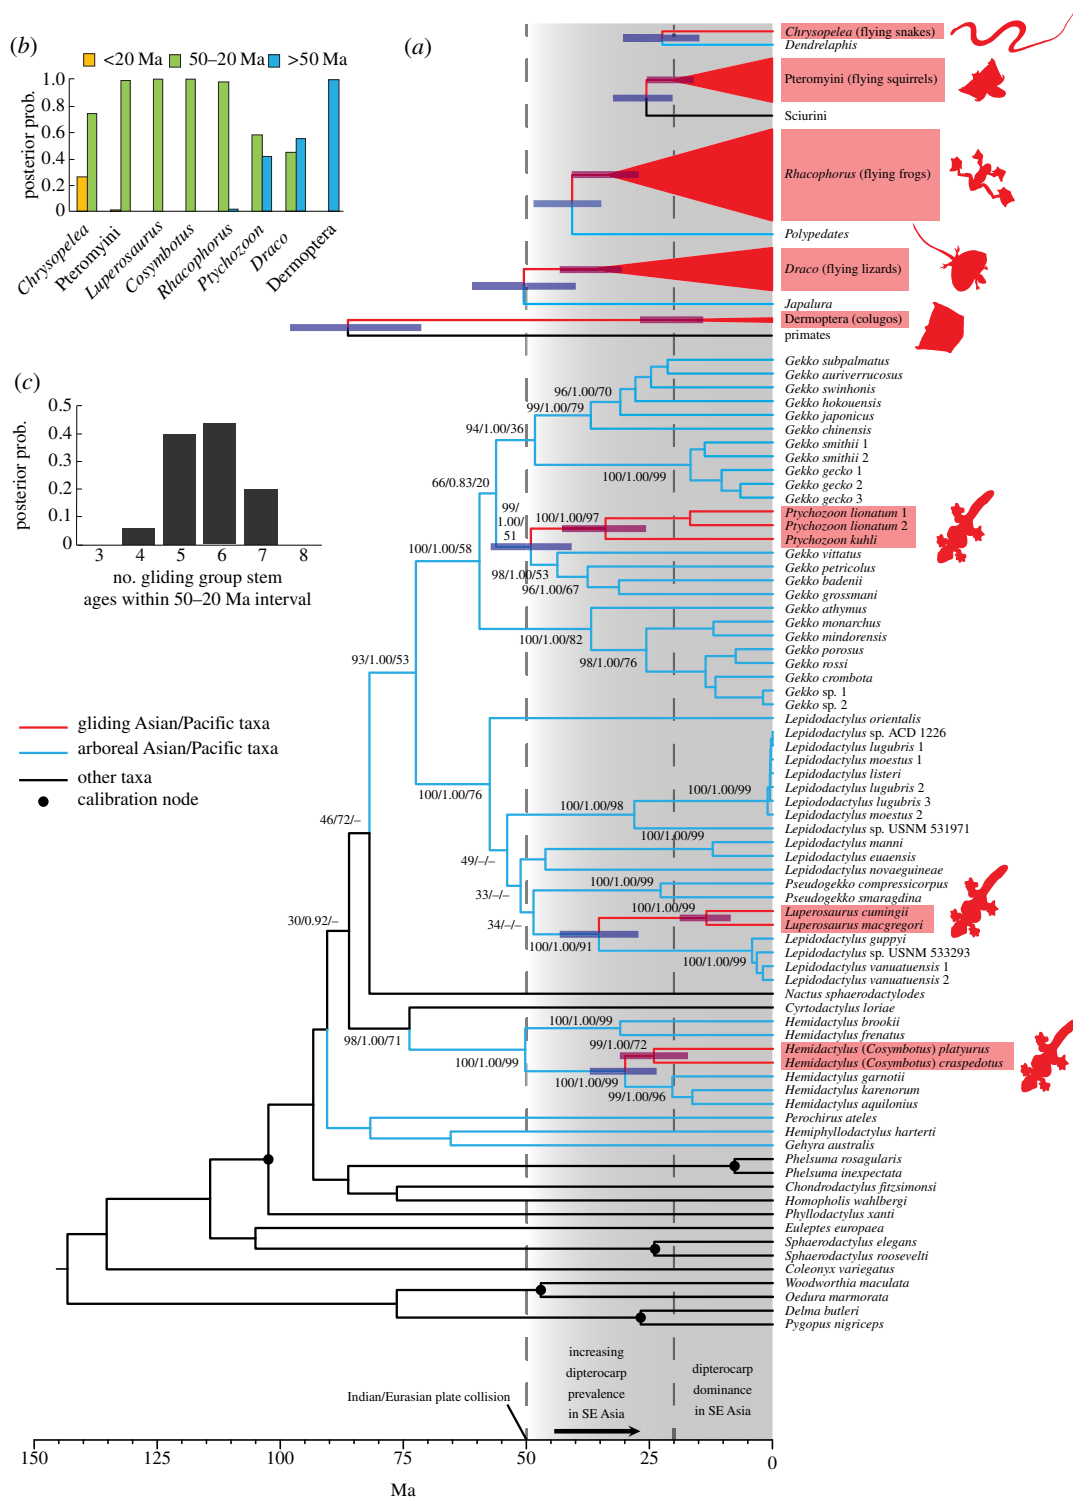 (b)
<20 Ma 50–20 Ma >50 Ma
posterior prob.
1.0
0.8
0.6
0.4
0.2
0
Chrysopelea
Pteromyini
Luperosaurus
Cosymbotus
Rhacophorus
Ptychozoon
Draco
Dermoptera
(c)
posterior prob.
0.5
0.4
0.3
0.2
0.1
0
3 4 5 6 7 8
no. gliding group stem
ages within 50–20 Ma interval
gliding Asian/Pacific taxa
arboreal Asian/Pacific taxa
other taxa
calibration node
(a)
Chrysopelea (flying snakes)
Dendrelaphis
Pteromyini (flying squirrels)
Sciurini
Rhacophorus (flying frogs)
Polypedates
Draco (flying lizards)
Japalura
Dermoptera (colugos)
primates
Gekko subpalmatus
Gekko auriverrucosus
Gekko swinhonis
Gekko hokouensis
Gekko japonicus
Gekko chinensis
Gekko smithii 1
Gekko smithii 2
Gekko gecko 1
Gekko gecko 2
Gekko gecko 3
Ptychozoon lionatum 1
Ptychozoon lionatum 2
Ptychozoon kuhli
Gekko vittatus
Gekko petricolus
Gekko badenii
Gekko grossmani
Gekko athymus
Gekko monarchus
Gekko mindorensis
Gekko porosus
Gekko rossi
Gekko crombota
Gekko sp. 1
Gekko sp. 2
Lepidodactylus orientalis
Lepidodactylus sp. ACD 1226
Lepidodactylus lugubris 1
Lepidodactylus moestus 1
Lepidodactylus listeri
Lepidodactylus lugubris 2
Lepiododactylus lugubris 3
Lepidodactylus moestus 2
Lepidodactylus sp. USNM 531971
Lepidodactylus manni
Lepidodactylus euaensis
Lepidodactylus novaeguineae
Pseudogekko compressicorpus
Pseudogekko smaragdina
Luperosaurus cumingii
Luperosaurus macgregori
Lepidodactylus guppyi
Lepidodactylus sp. USNM 533293
Lepidodactylus vanuatuensis 1
Lepidodactylus vanuatuensis 2
Nactus sphaerodactylodes
Cyrtodactylus loriae
Hemidactylus brookii
Hemidactylus frenatus
Hemidactylus (Cosymbotus) platyurus
Hemidactylus (Cosymbotus) craspedotus
Hemidactylus garnotii
Hemidactylus karenorum
Hemidactylus aquilonius
Perochirus ateles
Hemiphyllodactylus harterti
Gehyra australis
Phelsuma rosagularis
Phelsuma inexpectata
Chondrodactylus fitzsimonsi
Homopholis wahlbergi
Phyllodactylus xanti
Euleptes europaea
Sphaerodactylus elegans
Sphaerodactylus roosevelti
Coleonyx variegatus
Woodworthia maculata
Oedura marmorata
Delma butleri
Pygopus nigriceps
96/1.00/70
99/1.00/79
94/1.00/36
100/1.00/99
66/0.83/20
99/
1.00/
51
100/1.00/97
100/1.00/58
98/1.00/53
96/1.00/67
100/1.00/82
98/1.00/76
93/1.00/53
100/1.00/76
100/1.00/99
100/1.00/98
100/1.00/99
46/72/–
49/–/–
100/1.00/99
33/–/–
100/1.00/99
34/–/–
100/1.00/91
100/1.00/99
30/0.92/–
98/1.00/71
100/1.00/99
99/1.00/72
100/1.00/99
100/1.00/99
99/1.00/96
Indian/Eurasian plate collision
increasing
dipterocarp
prevalence
in SE Asia
dipterocarp
dominance
in SE Asia
150 125 100 75 50 25 0
Ma